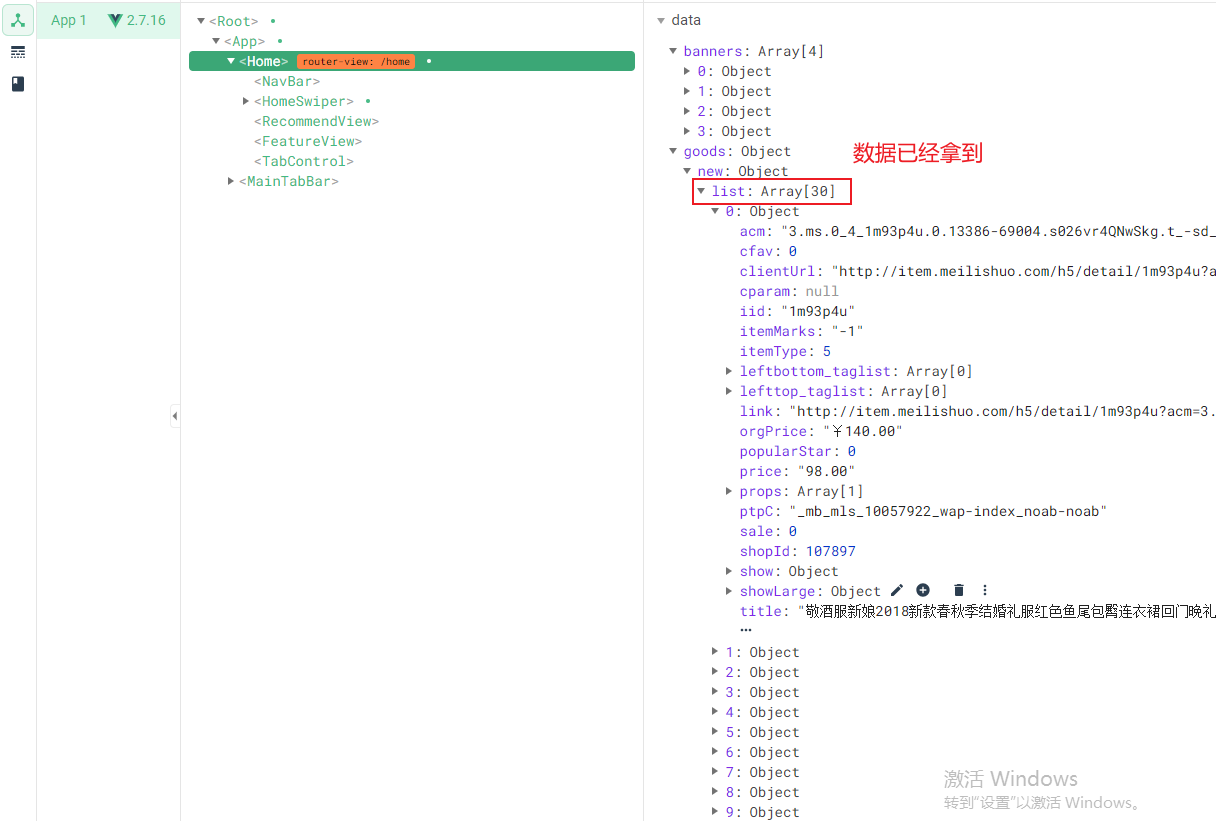 App 1
2.7.16
<Root>
<App>
<Home> router-view: /home
<NavBar>
<HomeSwiper>
<RecommendView>
<FeatureView>
<TabControl>
<MainTabBar>
data
banners: Array[4]
0: Object
1: Object
2: Object
3: Object
goods: Object
数据已经拿到
new: Object
list: Array[30]
0: Object
acm: "3.ms.0_4_1m93p4u.0.13386-69004.s026vr4QNwSkg.t_-sd_
cfav: 0
clientUrl: "http://item.meilishuo.com/h5/detail/1m93p4u?a
cparam: null
iid: "1m93p4u"
itemMarks: "-1"
itemType: 5
leftbottom_taglist: Array[0]
lefttop_taglist: Array[0]
link: "http://item.meilishuo.com/h5/detail/1m93p4u?acm=3.
orgPrice: "￥140.00"
popularStar: 0
price: "98.00"
props: Array[1]
ptpC: "_mb_mls_10057922_wap-index_noab-noab"
sale: 0
shopId: 107897
show: Object
showLarge: Object
title: "敬酒服新娘2018新款春秋季结婚礼服红色鱼尾包臀连衣裙回门晚礼
…
1: Object
2: Object
3: Object
4: Object
5: Object
6: Object
7: Object
8: Object
9: Object
激活 Windows
转到“设置”以激活 Windows。